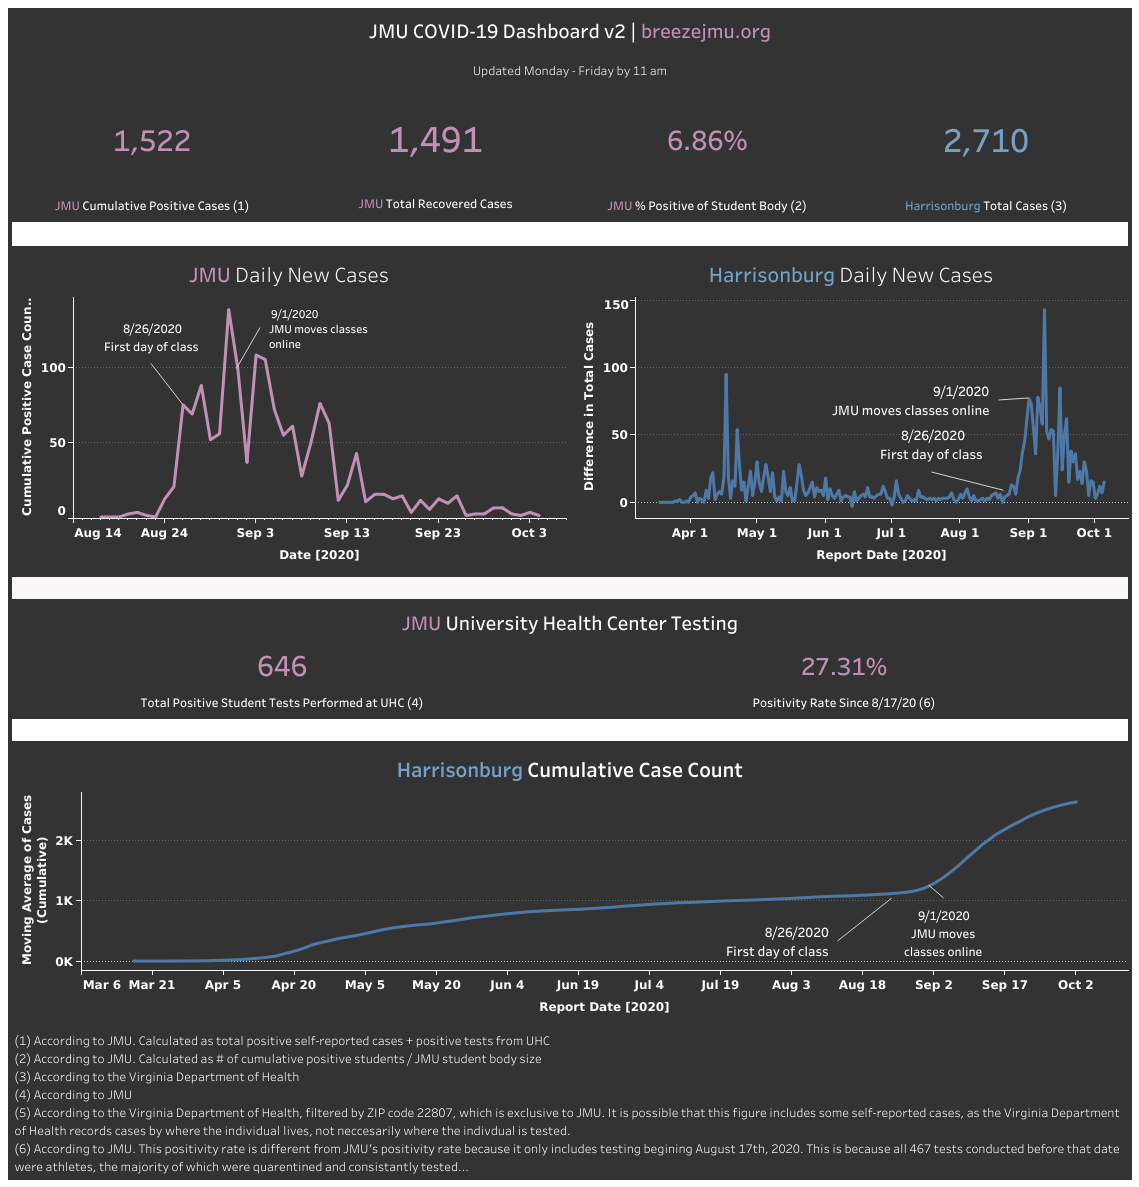 JMU COVID-19 Dashboard v2 | breezejmu.org
Updated Monday - Friday by 11 am
1,522
1,491
6.86%
2,710
JMU Cumulative Positive Cases (1)
JMU Total Recovered Cases
JMU % Positive of Student Body (2)
Harrisonburg Total Cases (3)
JMU Daily New Cases
Cumulative Positive Case Coun..
100
50
0
8/26/2020
First day of class
9/1/2020
JMU moves classes
online
Aug 14 Aug 24 Sep 3 Sep 13 Sep 23 Oct 3
Date [2020]
Harrisonburg Daily New Cases
Difference in Total Cases
150
100
50
0
9/1/2020
JMU moves classes online
8/26/2020
First day of class
Apr 1 May 1 Jun 1 Jul 1 Aug 1 Sep 1 Oct 1
Report Date [2020]
JMU University Health Center Testing
646
27.31%
Total Positive Student Tests Performed at UHC (4)
Positivity Rate Since 8/17/20 (6)
Harrisonburg Cumulative Case Count
Moving Average of Cases
(Cumulative)
2K
1K
0K
8/26/2020
First day of class
9/1/2020
JMU moves
classes online
Mar 6 Mar 21 Apr 5 Apr 20 May 5 May 20 Jun 4 Jun 19 Jul 4 Jul 19 Aug 3 Aug 18 Sep 2 Sep 17 Oct 2
Report Date [2020]
(1) According to JMU. Calculated as total positive self-reported cases + positive tests from UHC
(2) According to JMU. Calculated as # of cumulative positive students / JMU student body size
(3) According to the Virginia Department of Health
(4) According to JMU
(5) According to the Virginia Department of Health, filtered by ZIP code 22807, which is exclusive to JMU. It is possible that this figure includes some self-reported cases, as the Virginia Department
of Health records cases by where the individual lives, not neccesarily where the indivdual is tested.
(6) According to JMU. This positivity rate is different from JMU's positivity rate because it only includes testing begining August 17th, 2020. This is because all 467 tests conducted before that date
were athletes, the majority of which were quarentined and consistantly tested...